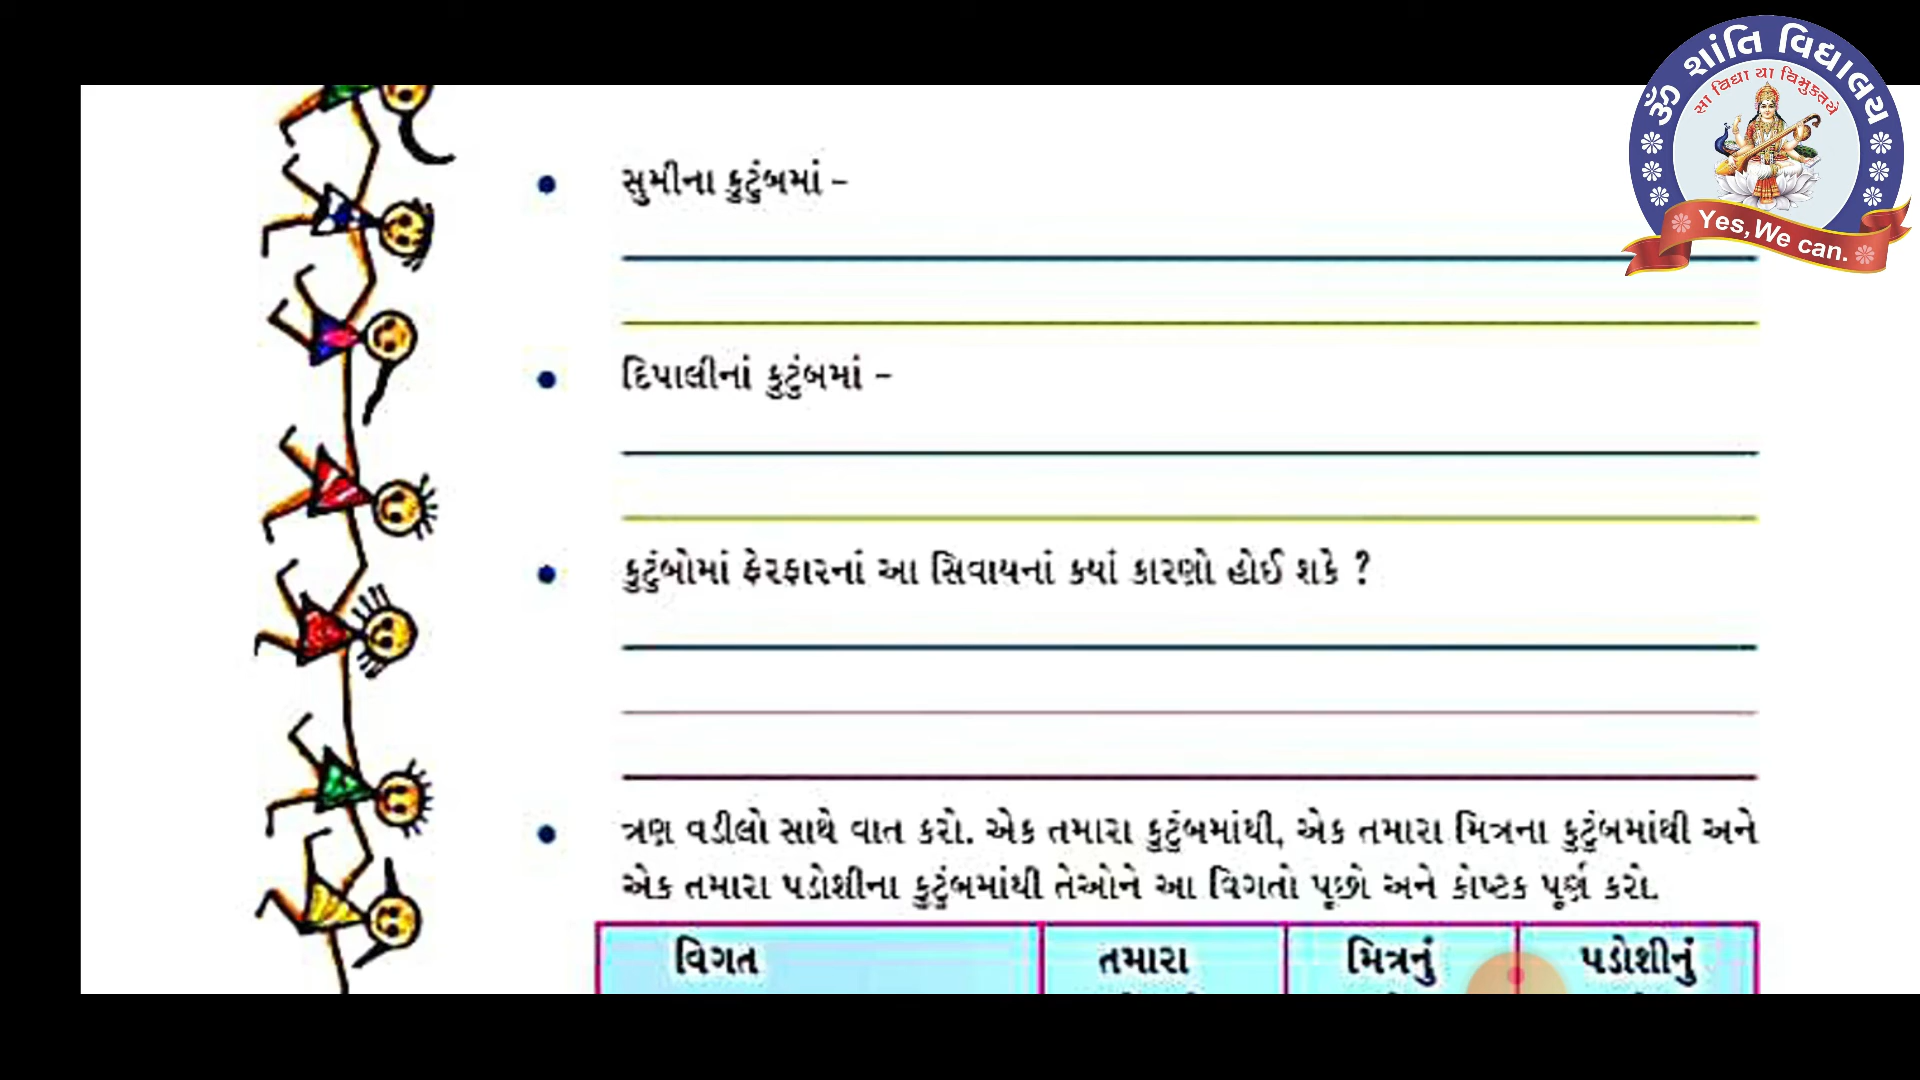 ૐ શાંતિ વિદ્યાલય
સા વિદ્યા યા વિમુક્તયે
Yes,We can.
સુમીના કુટુંબમાં –
દિપાલીનાં કુટુંબમાં –
કુટુંબોમાં ફેરફારનાં આ સિવાયનાં ક્યાં કારણો હોઈ શકે ?
ત્રણ વડીલો સાથે વાત કરો. એક તમારા કુટુંબમાંથી, એક તમારા મિત્રના કુટુંબમાંથી અને
એક તમારા પડોશીના કુટુંબમાંથી તેઓને આ વિગતો પૂછો અને કોષ્ટક પૂર્ણ કરો.
વિગત તમારા મિત્રનું પડોશીનું